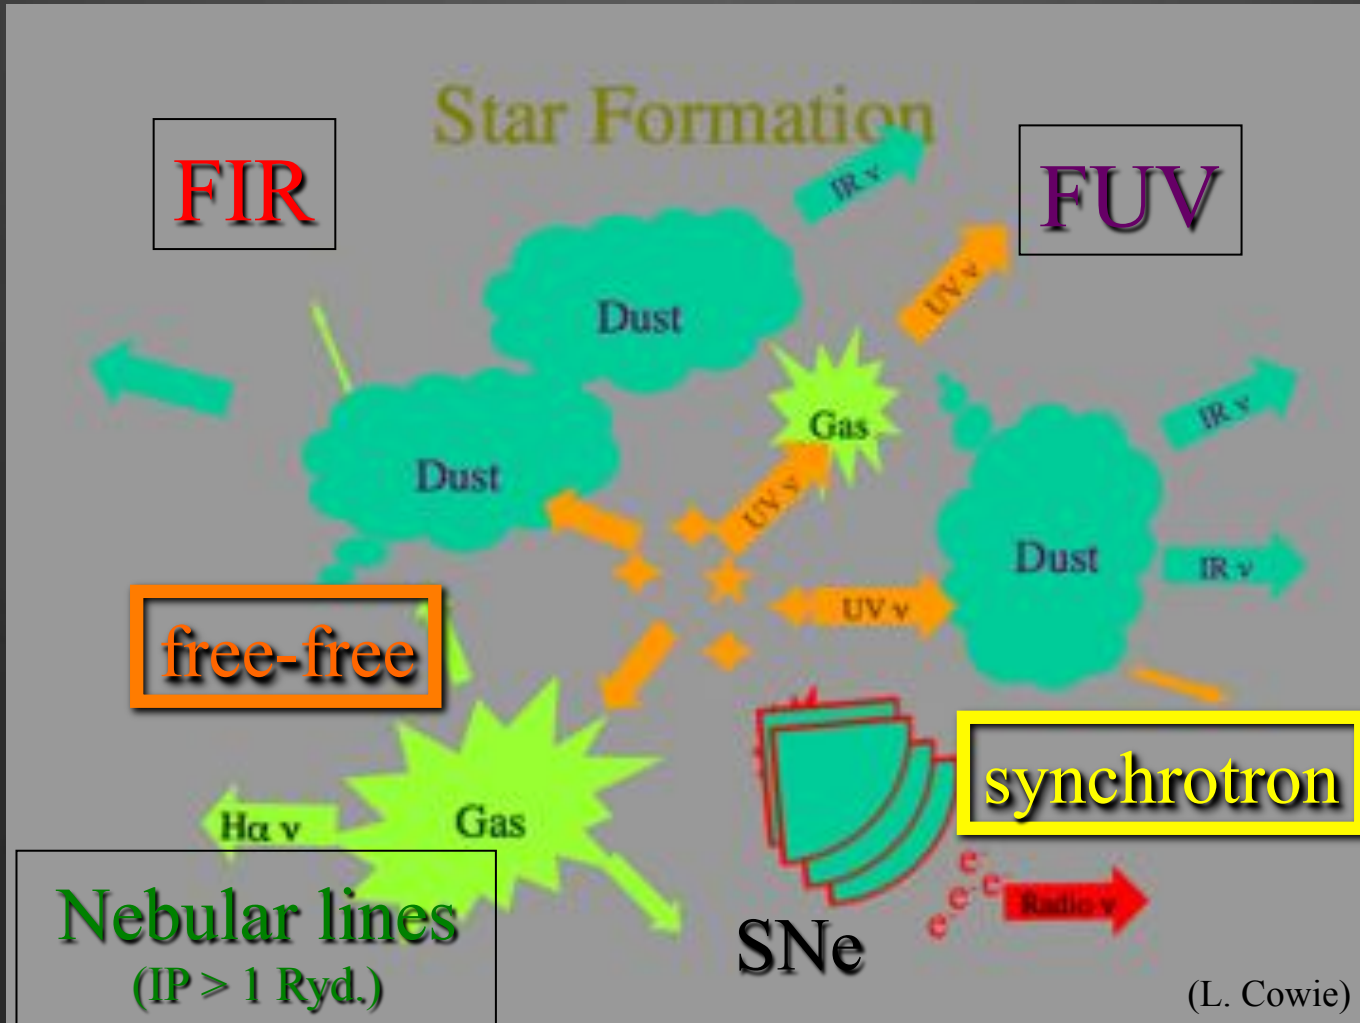 Star Formation
FIR
FUV
IR ν
UV ν
Dust
Gas
IR ν
Dust
UV ν
Dust
IR ν
UV ν
free-free
synchrotron
Hα ν
Gas
e-
e-
e-
e
Radio ν
Nebular lines
(IP > 1 Ryd.)
SNe
(L. Cowie)